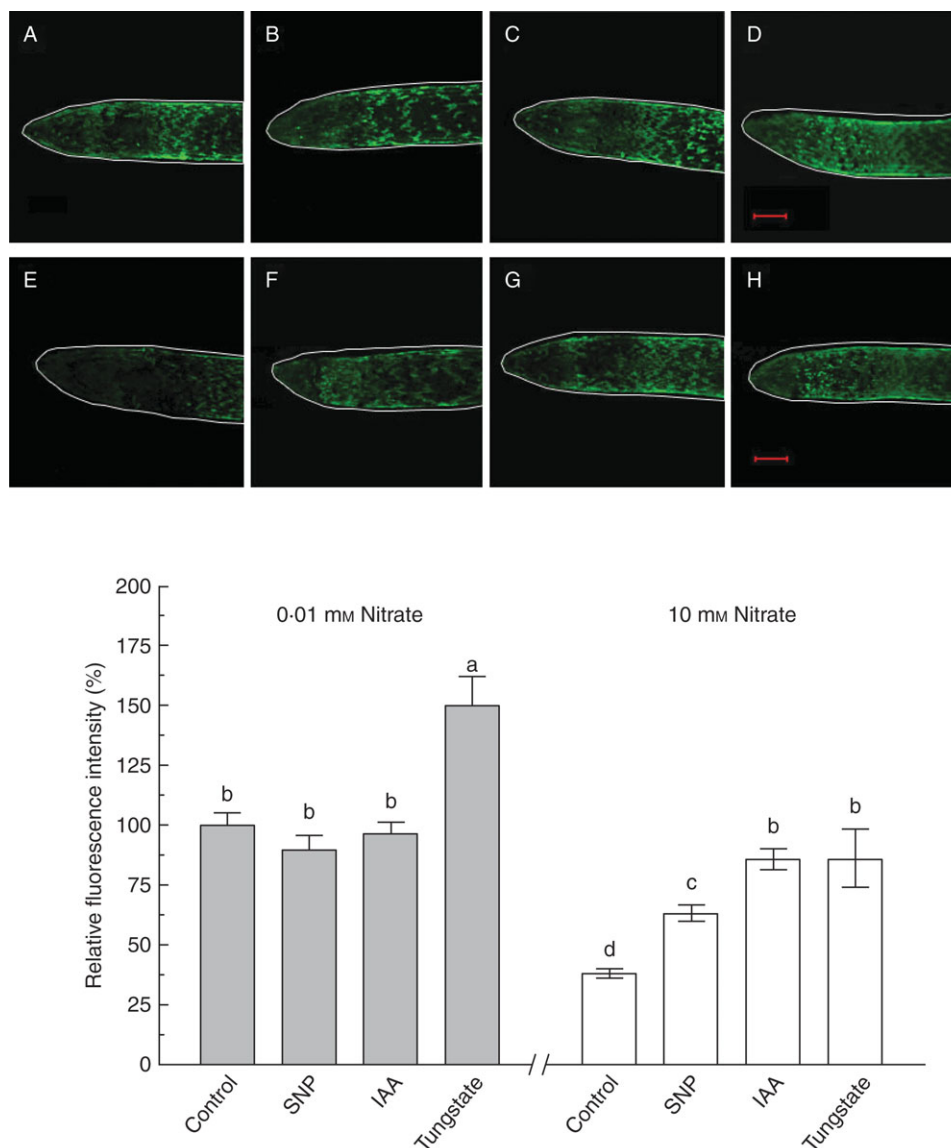 A
B
C
D
E
F
G
H
Relative fluorescence intensity (%)
200
175
150
125
100
75
50
25
0
0·01 mM Nitrate
10 mM Nitrate
b
b
b
a
d
c
b
b
Control
SNP
IAA
Tungstate
Control
SNP
IAA
Tungstate